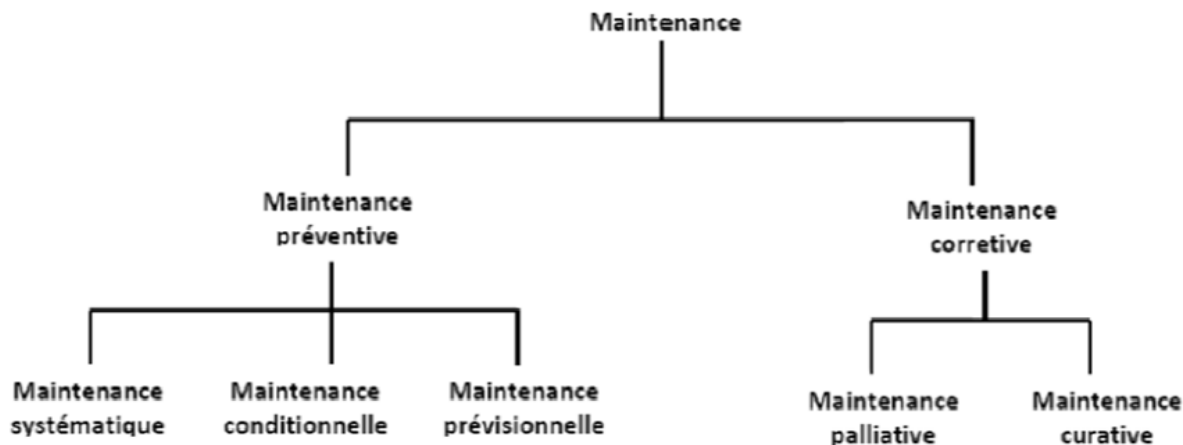 Maintenance
Maintenance
préventive
Maintenance
corretive
Maintenance
systématique
Maintenance
conditionnelle
Maintenance
prévisionnelle
Maintenance
palliative
Maintenance
curative